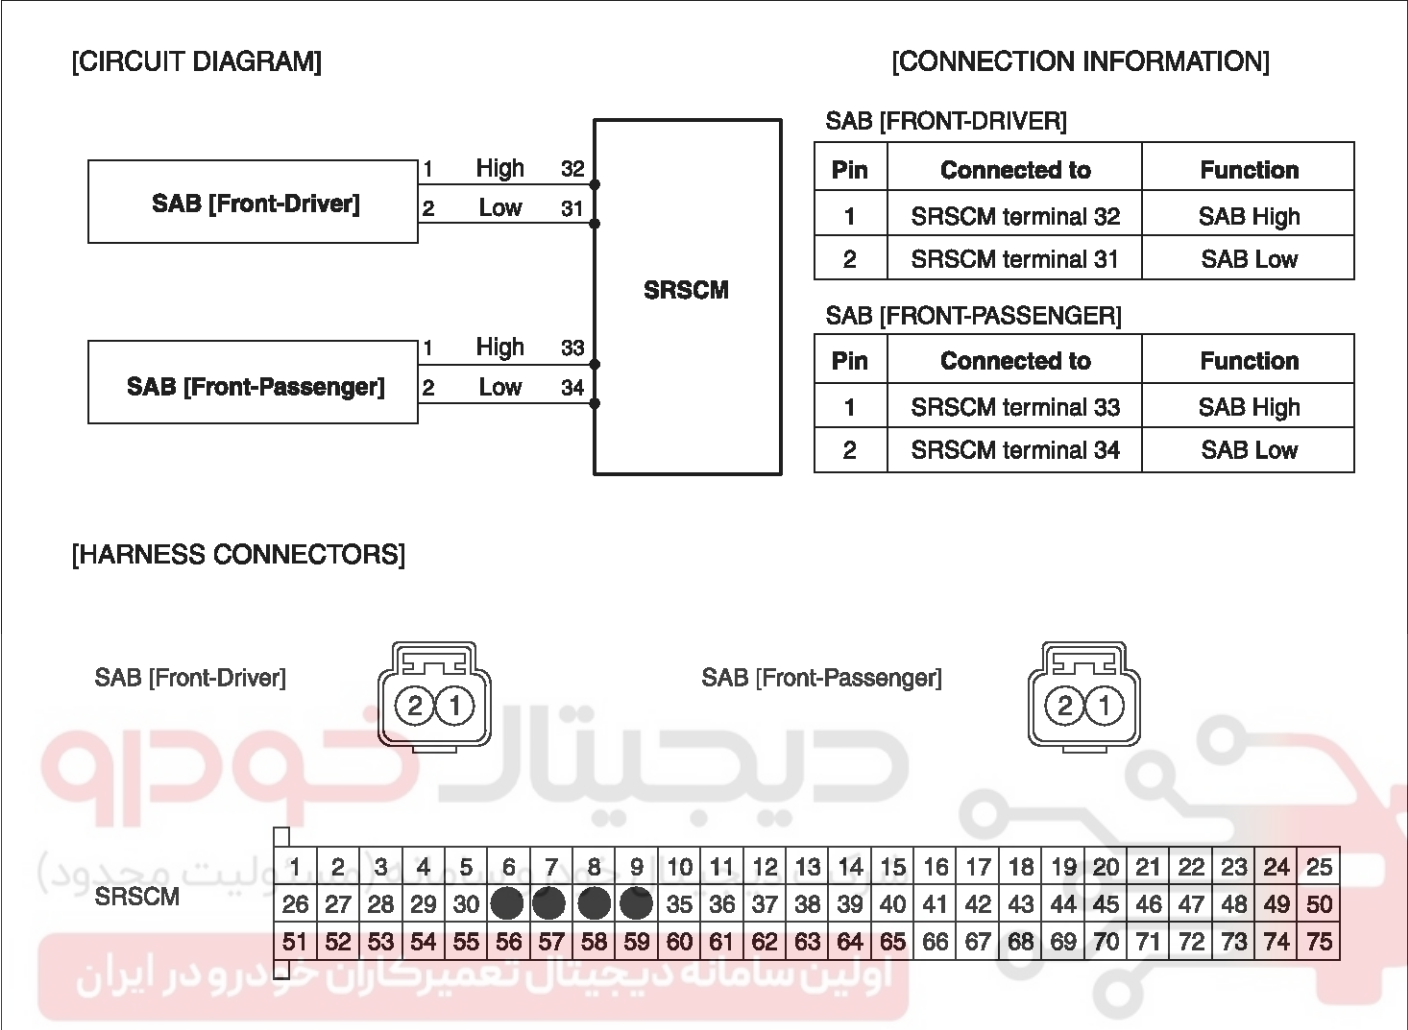 [CIRCUIT DIAGRAM]
SAB [Front-Driver]
1 High 32
2 Low 31
SRSCM
SAB [Front-Passenger]
1 High 33
2 Low 34
[CONNECTION INFORMATION]
SAB [FRONT-DRIVER]
Pin Connected to Function
1 SRSCM terminal 32 SAB High
2 SRSCM terminal 31 SAB Low
SAB [FRONT-PASSENGER]
Pin Connected to Function
1 SRSCM terminal 33 SAB High
2 SRSCM terminal 34 SAB Low
[HARNESS CONNECTORS]
SAB [Front-Driver]
2 1
SAB [Front-Passenger]
2 1
دیجیتال خودرو
شرکت دیجیتال خودرو سامانه (مسئولیت محدود)
SRSCM
1 2 3 4 5 6 7 8 9 10 11 12 13 14 15 16 17 18 19 20 21 22 23 24 25
26 27 28 29 30 35 36 37 38 39 40 41 42 43 44 45 46 47 48 49 50
51 52 53 54 55 56 57 58 59 60 61 62 63 64 65 66 67 68 69 70 71 72 73 74 75
اولین سامانه دیجیتال تعمیرکاران خودرو در ایران